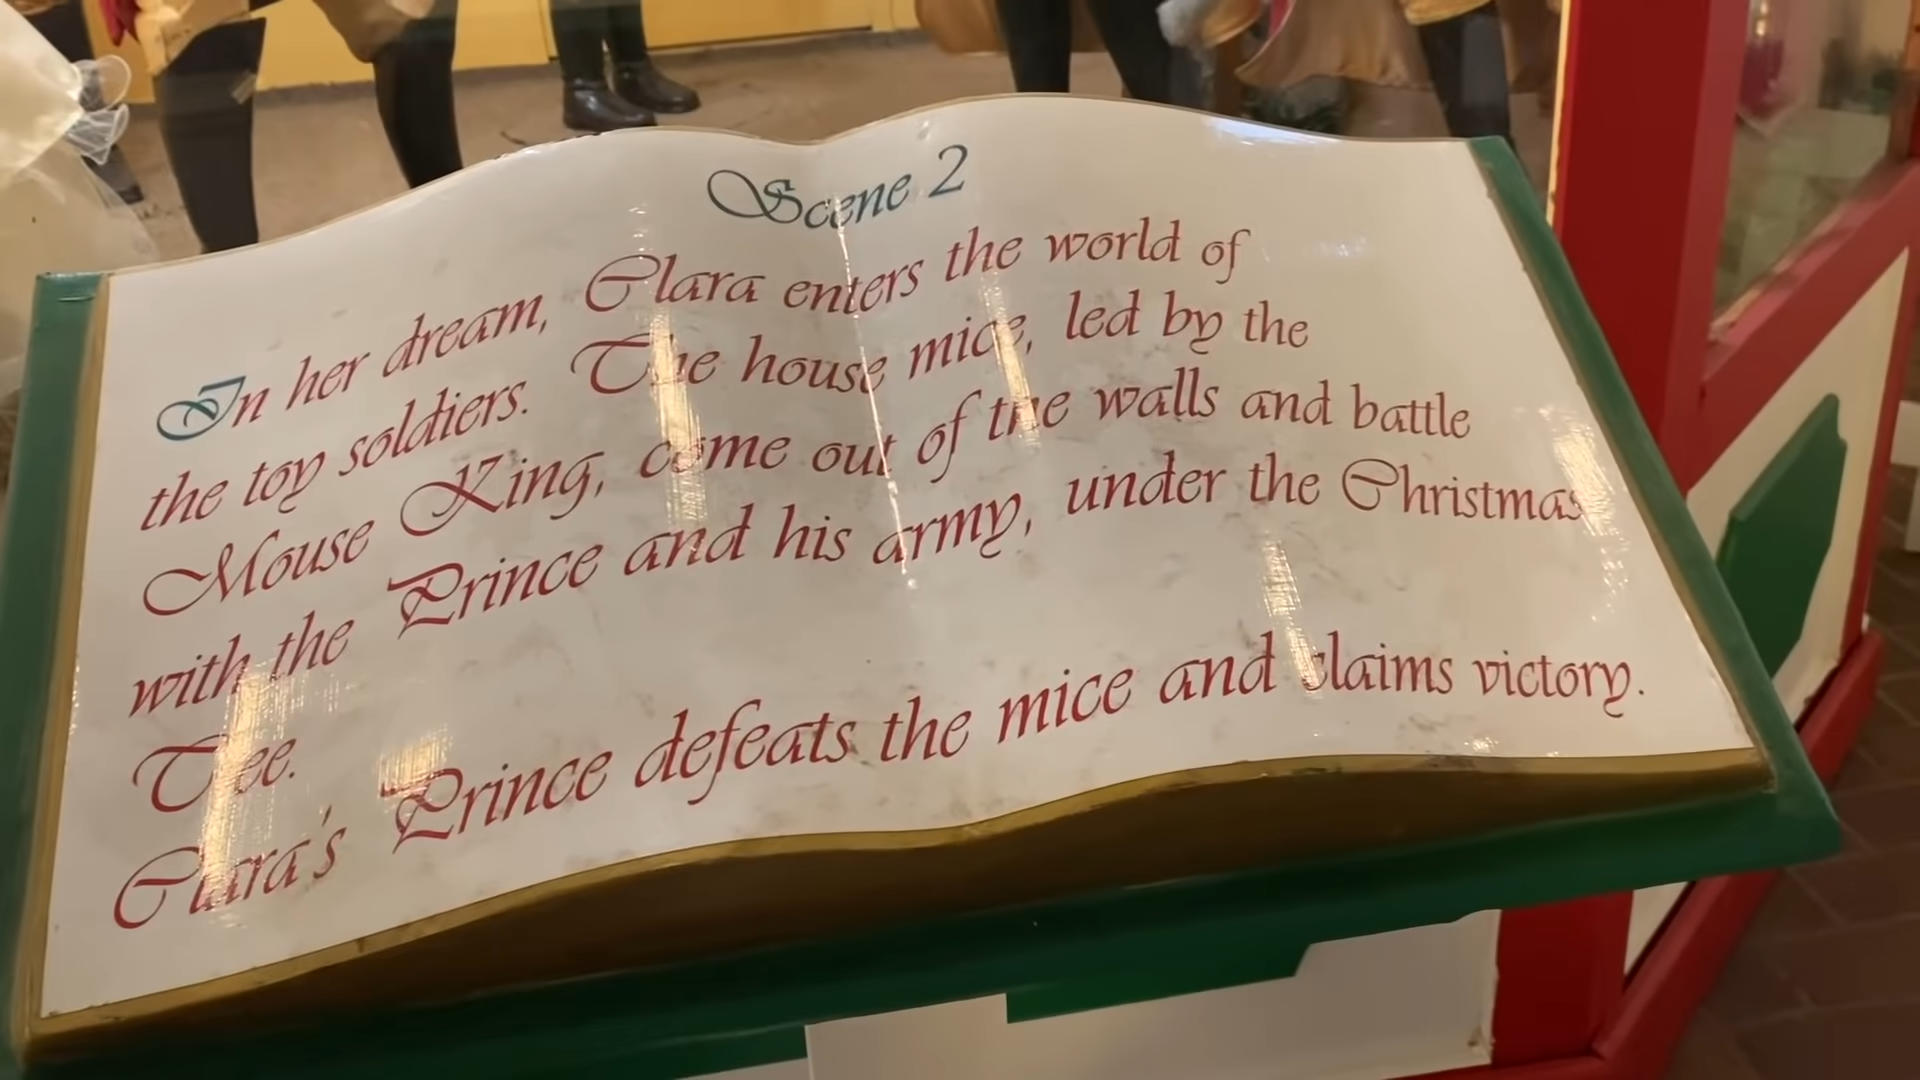 Scene 2
In her dream, Clara enters the world of
the toy soldiers. The house mice, led by the
Mouse King, come out of the walls and battle
with the Prince and his army, under the Christmas
Tee.
Clara's Prince defeats the mice and claims victory.